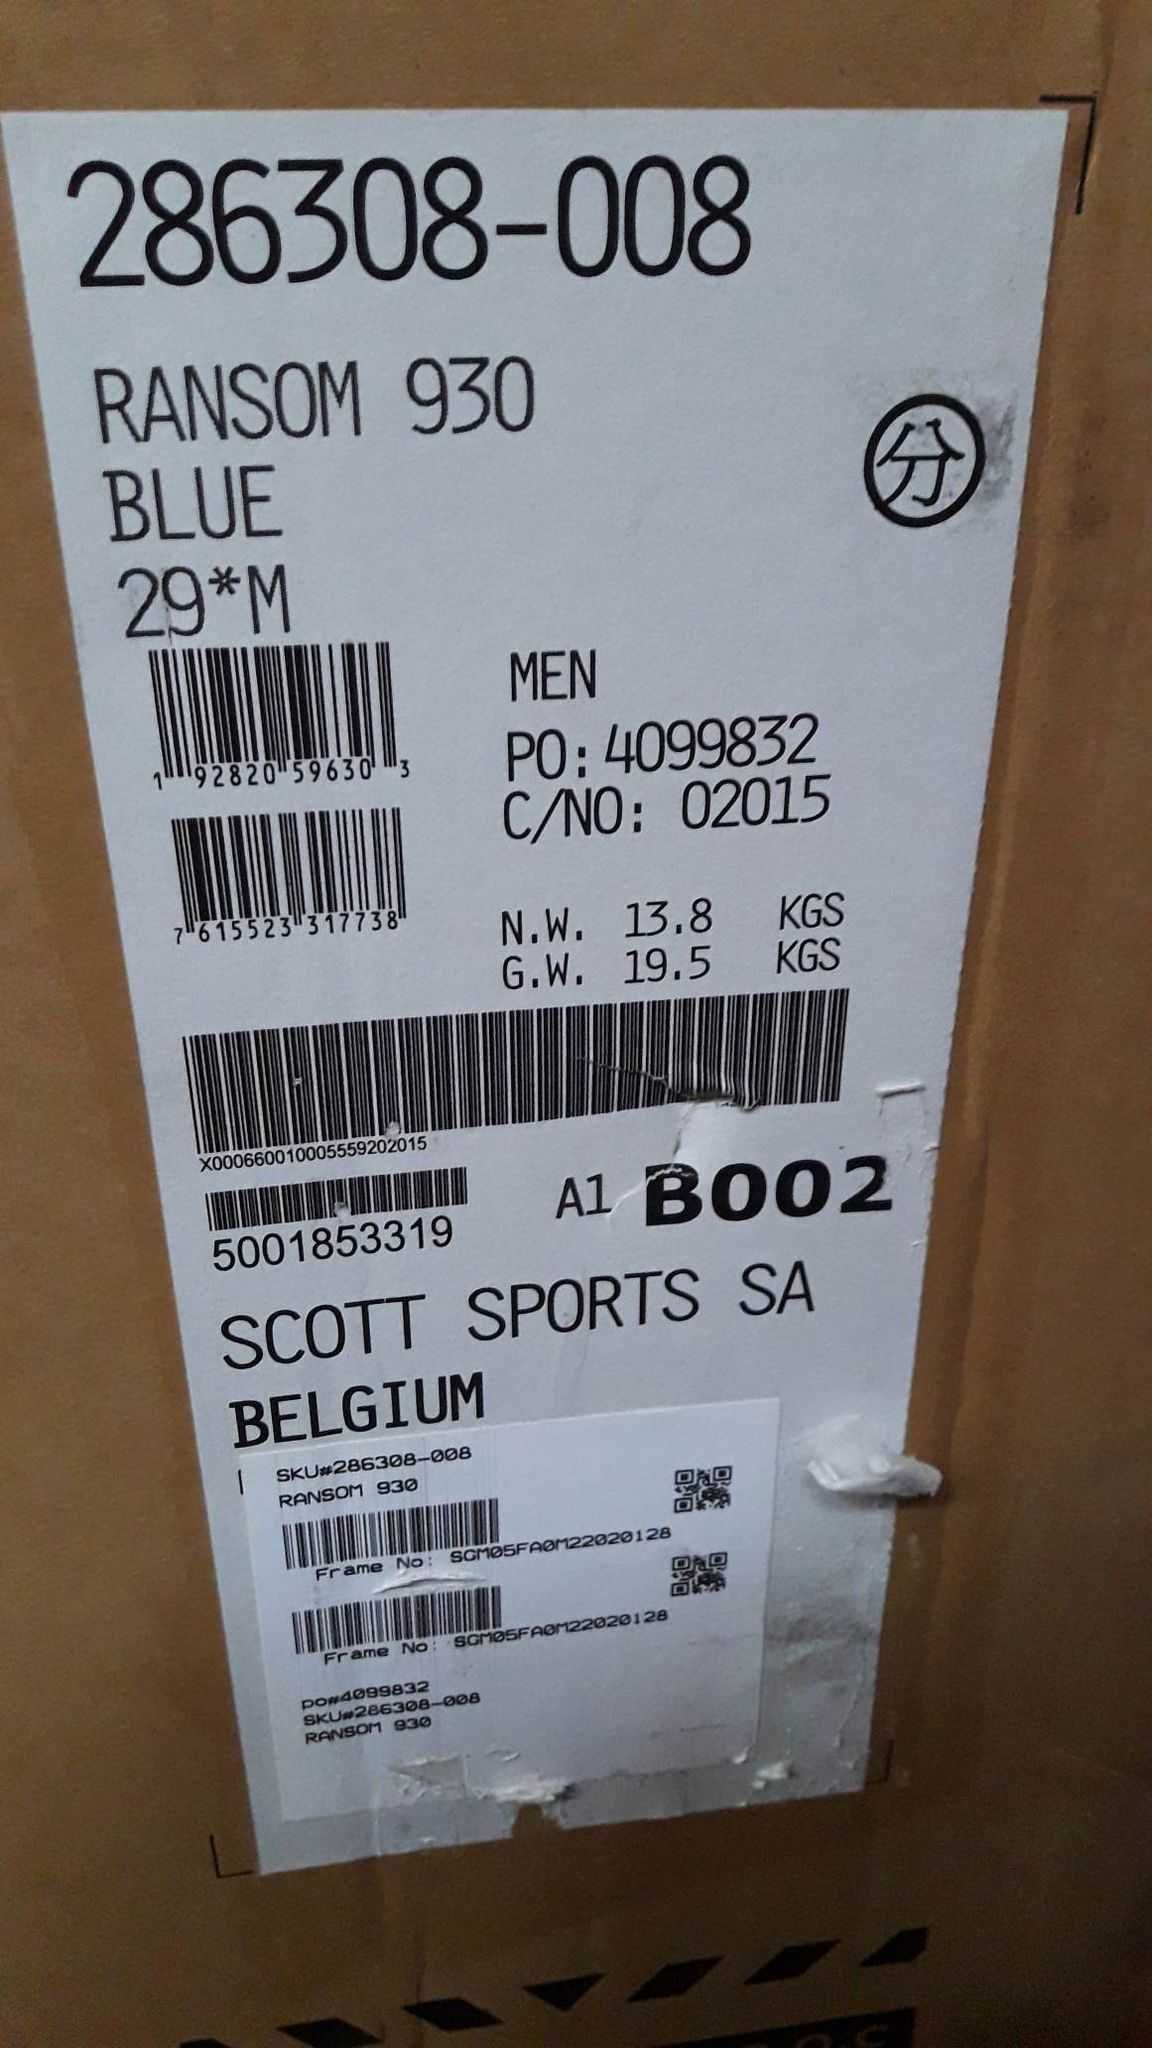 286308-008
RANSOM 930
BLUE
分
29*M
1 92820 59630 3
MEN
PO: 4099832
C/NO: 02015
7 615523 317738
N.W. 13.8 KGS
G.W. 19.5 KGS
X000660010005559202015
A1 B002
5001853319
SCOTT SPORTS SA
BELGIUM
SKU#286308-008
RANSOM 930
Frame No: SGM05FA0M22020128
Frame No: SGM05FA0M22020128
po#4099832
SKU#286308-008
RANSOM 930